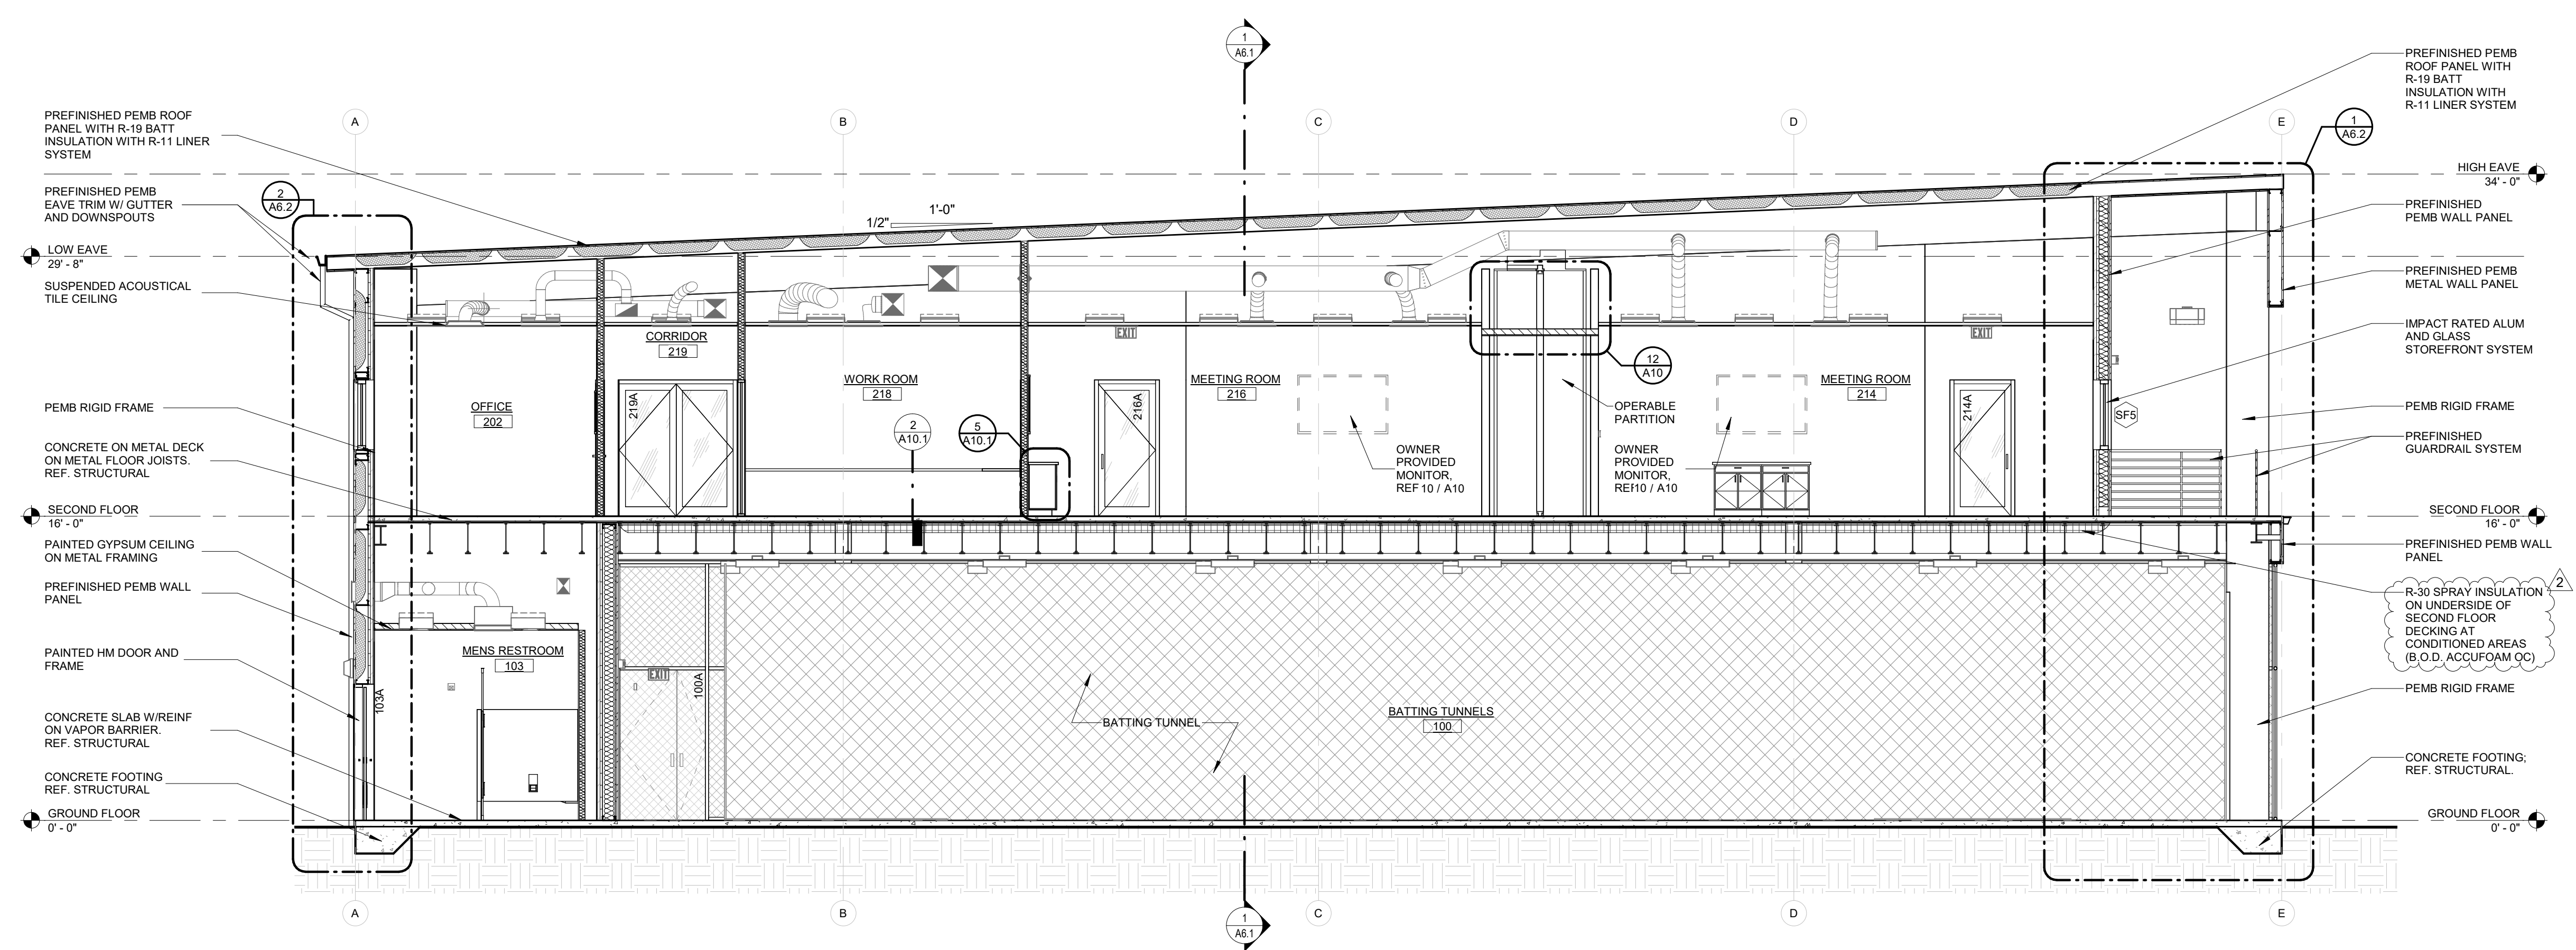 1
A6.1
PREFINISHED PEMB
ROOF PANEL WITH
R-19 BATT
INSULATION WITH
R-11 LINER SYSTEM
PREFINISHED PEMB ROOF
PANEL WITH R-19 BATT
INSULATION WITH R-11 LINER
SYSTEM
A
B
C
D
E
1
A6.2
HIGH EAVE
34' - 0"
PREFINISHED PEMB
EAVE TRIM W/ GUTTER
AND DOWNSPOUTS
2
A6.2
1/2"
1'-0"
PREFINISHED
PEMB WALL PANEL
LOW EAVE
29' - 8"
PREFINISHED PEMB
METAL WALL PANEL
SUSPENDED ACOUSTICAL
TILE CEILING
IMPACT RATED ALUM
AND GLASS
STOREFRONT SYSTEM
EXIT
EXIT
CORRIDOR
219
12
A10
WORK ROOM
218
MEETING ROOM
216
MEETING ROOM
214
OFFICE
202
219A
216A
214A
PEMB RIGID FRAME
OPERABLE
PARTITION
SF5
PEMB RIGID FRAME
2
A10.1
5
A10.1
PREFINISHED
GUARDRAIL SYSTEM
CONCRETE ON METAL DECK
ON METAL FLOOR JOISTS.
REF. STRUCTURAL
OWNER
PROVIDED
MONITOR,
REF 10 / A10
OWNER
PROVIDED
MONITOR,
REF10 / A10
SECOND FLOOR
16' - 0"
SECOND FLOOR
16' - 0"
PAINTED GYPSUM CEILING
ON METAL FRAMING
PREFINISHED PEMB WALL
PANEL
PREFINISHED PEMB WALL
PANEL
2
R-30 SPRAY INSULATION
ON UNDERSIDE OF
SECOND FLOOR
DECKING AT
CONDITIONED AREAS
(B.O.D. ACCUFOAM OC)
PAINTED HM DOOR AND
FRAME
MENS RESTROOM
103
EXIT
103A
100A
PEMB RIGID FRAME
BATTING TUNNELS
100
BATTING TUNNEL
CONCRETE SLAB W/REINF
ON VAPOR BARRIER.
REF. STRUCTURAL
CONCRETE FOOTING
REF. STRUCTURAL
CONCRETE FOOTING;
REF. STRUCTURAL.
GROUND FLOOR
0' - 0"
GROUND FLOOR
0' - 0"
A
B
C
D
E
1
A6.1